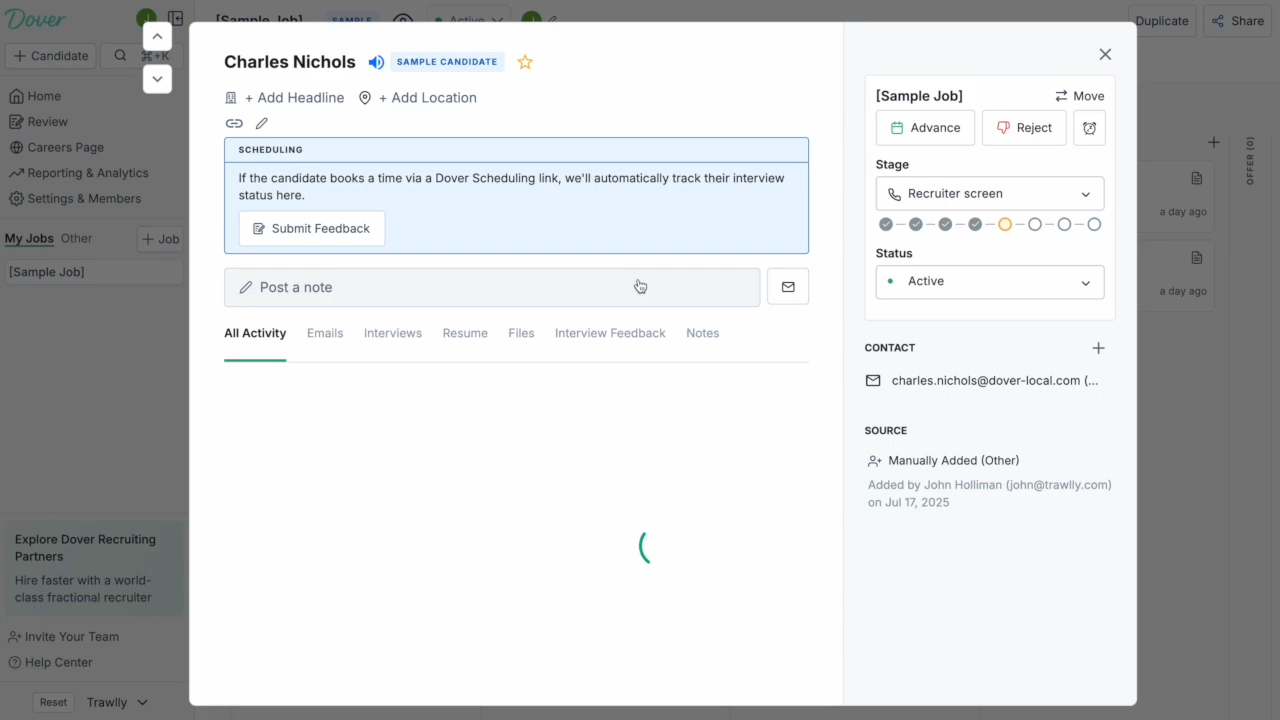 Dover
J
[Sample Job]
SAMPLE
Active
J
Duplicate
Share
+ Candidate
⌘+K
Home
Review
Careers Page
Reporting & Analytics
Settings & Members
My Jobs
Other
+ Job
[Sample Job]
Explore Dover Recruiting
Partners
Hire faster with a world-
class fractional recruiter
Invite Your Team
Help Center
Reset
Trawlly
Charles Nichols
SAMPLE CANDIDATE
+ Add Headline
+ Add Location
SCHEDULING
If the candidate books a time via a Dover Scheduling link, we'll automatically track their interview
status here.
Submit Feedback
Post a note
All Activity
Emails
Interviews
Resume
Files
Interview Feedback
Notes
[Sample Job]
Move
Advance
Reject
Stage
Recruiter screen
Status
Active
CONTACT
charles.nichols@dover-local.com (...
SOURCE
Manually Added (Other)
Added by John Holliman (john@trawlly.com)
on Jul 17, 2025
a day ago
a day ago
OFFER (0)